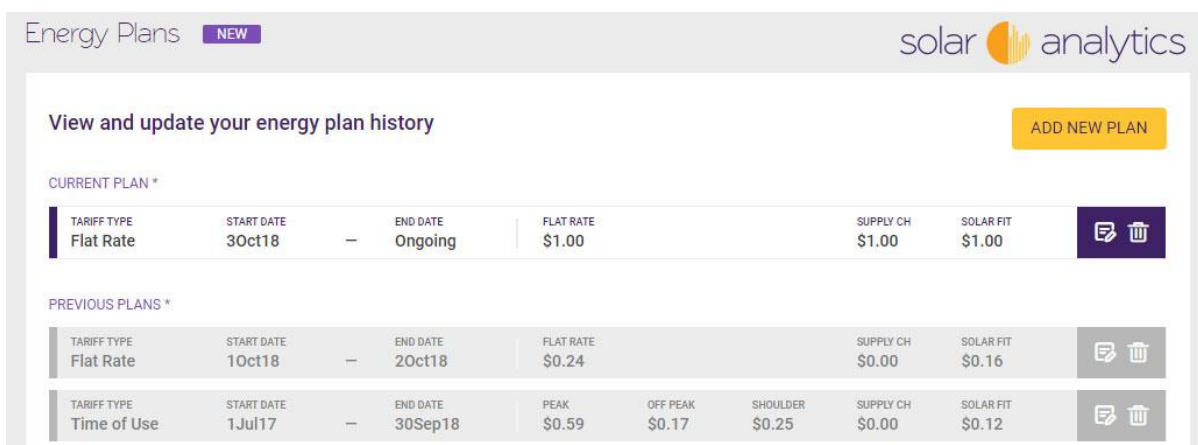 Energy Plans NEW
solar analytics
View and update your energy plan history
ADD NEW PLAN
CURRENT PLAN *
TARIFF TYPE START DATE END DATE FLAT RATE SUPPLY CH SOLAR FIT
Flat Rate 3Oct18 – Ongoing $1.00 $1.00 $1.00
PREVIOUS PLANS *
TARIFF TYPE START DATE END DATE FLAT RATE SUPPLY CH SOLAR FIT
Flat Rate 1Oct18 – 2Oct18 $0.24 $0.00 $0.16
TARIFF TYPE START DATE END DATE PEAK OFF PEAK SHOULDER SUPPLY CH SOLAR FIT
Time of Use 1Jul17 – 30Sep18 $0.59 $0.17 $0.25 $0.00 $0.12